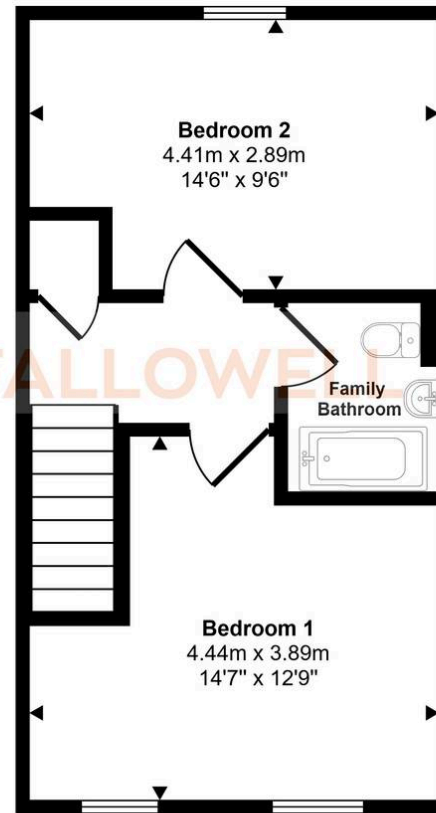 Bedroom 2
4.41m x 2.89m
14'6" x 9'6"
TALLOWELL
Family
Bathroom
Bedroom 1
4.44m x 3.89m
14'7" x 12'9"